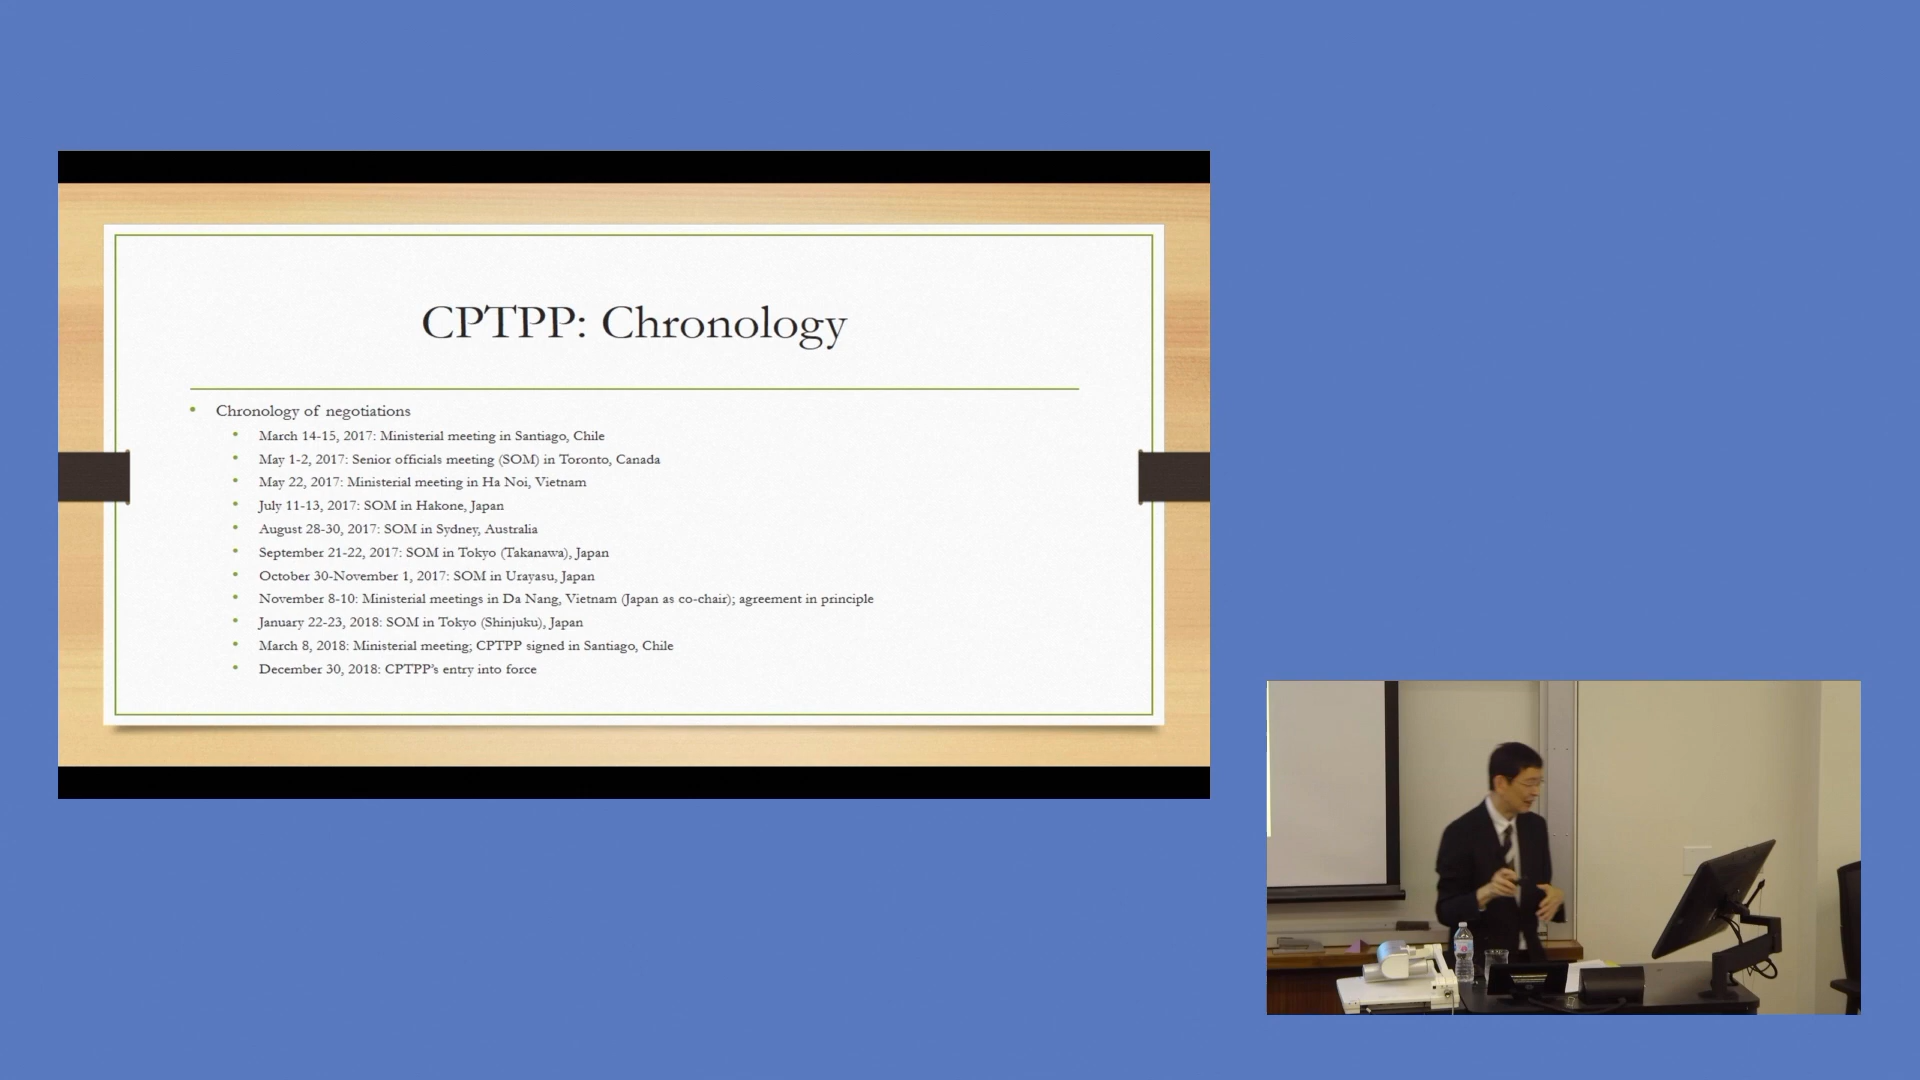 CPTPP: Chronology
• Chronology of negotiations
• March 14-15, 2017: Ministerial meeting in Santiago, Chile
• May 1-2, 2017: Senior officials meeting (SOM) in Toronto, Canada
• May 22, 2017: Ministerial meeting in Ha Noi, Vietnam
• July 11-13, 2017: SOM in Hakone, Japan
• August 28-30, 2017: SOM in Sydney, Australia
• September 21-22, 2017: SOM in Tokyo (Takanawa), Japan
• October 30-November 1, 2017: SOM in Urayasu, Japan
• November 8-10: Ministerial meetings in Da Nang, Vietnam (Japan as co-chair); agreement in principle
• January 22-23, 2018: SOM in Tokyo (Shinjuku), Japan
• March 8, 2018: Ministerial meeting; CPTPP signed in Santiago, Chile
• December 30, 2018: CPTPP's entry into force